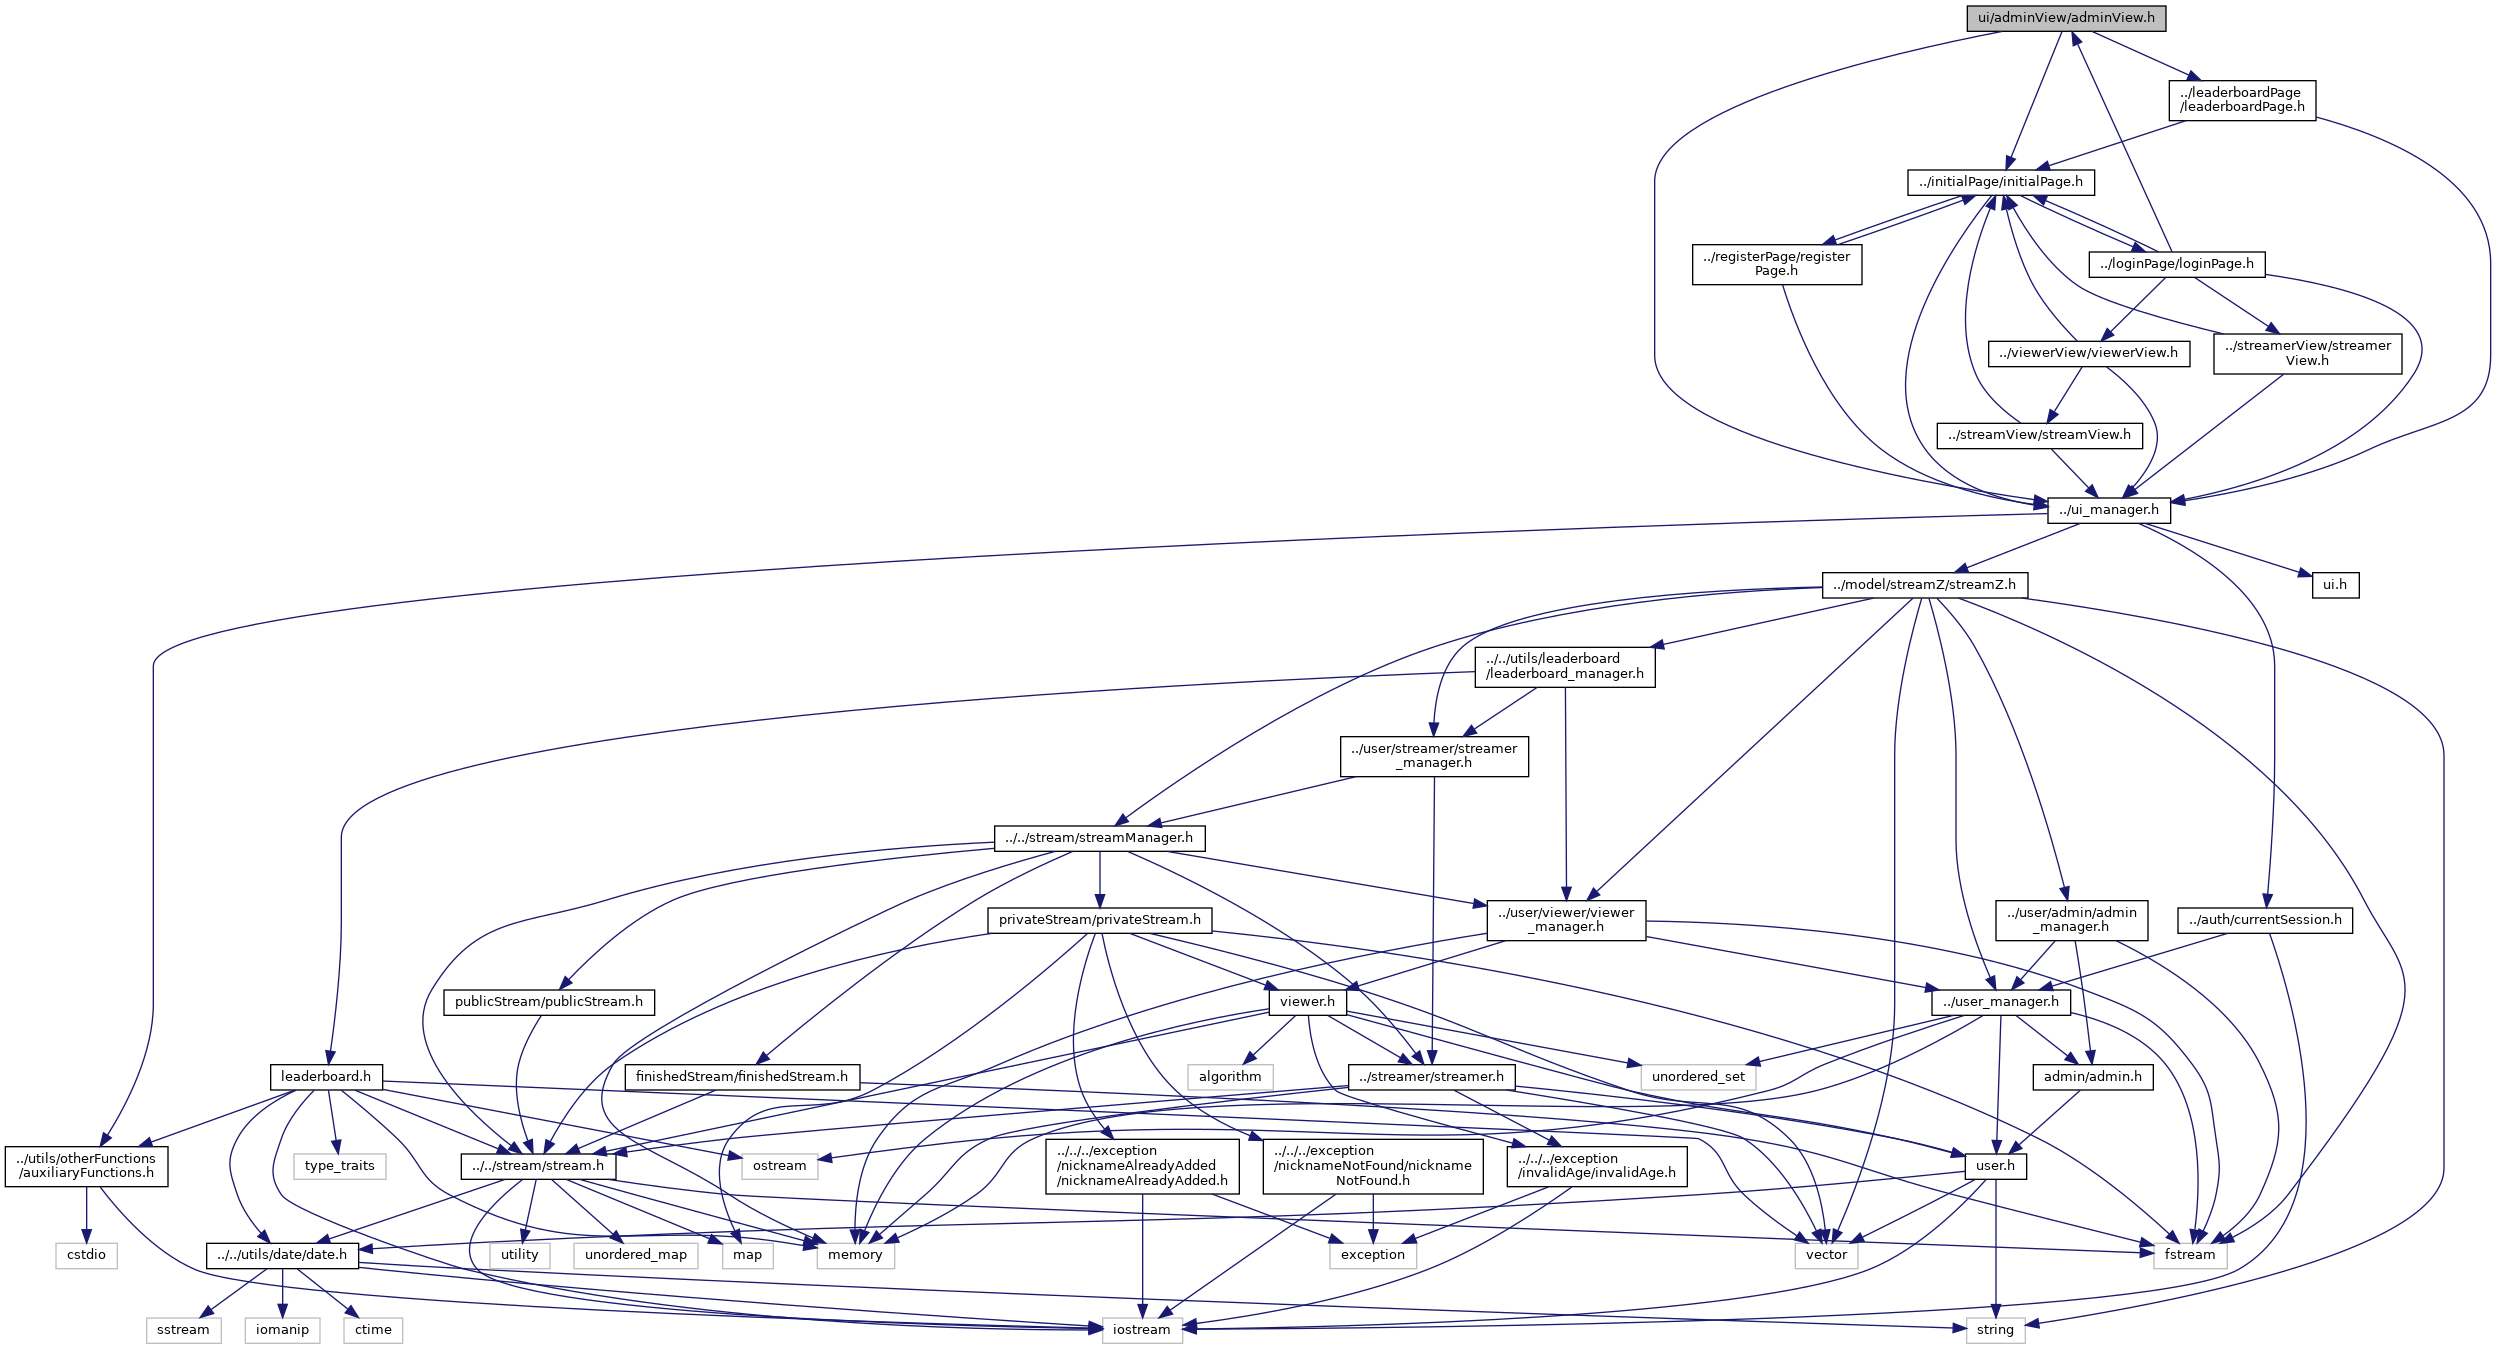 ui/adminView/adminView.h
../leaderboardPage
/leaderboardPage.h
../initialPage/initialPage.h
../registerPage/register
Page.h
../loginPage/loginPage.h
../streamerView/streamer
View.h
../viewerView/viewerView.h
../streamView/streamView.h
../ui_manager.h
../model/streamZ/streamZ.h
ui.h
../../utils/leaderboard
/leaderboard_manager.h
../user/streamer/streamer
_manager.h
../../stream/streamManager.h
privateStream/privateStream.h
../user/viewer/viewer
_manager.h
../user/admin/admin
_manager.h
../auth/currentSession.h
publicStream/publicStream.h
viewer.h
../user_manager.h
leaderboard.h
finishedStream/finishedStream.h
algorithm
../streamer/streamer.h
unordered_set
admin/admin.h
../utils/otherFunctions
/auxiliaryFunctions.h
type_traits
../../stream/stream.h
ostream
../../../exception
/nicknameAlreadyAdded
/nicknameAlreadyAdded.h
../../../exception
/nicknameNotFound/nickname
NotFound.h
../../../exception
/invalidAge/invalidAge.h
user.h
cstdio
../../utils/date/date.h
utility
unordered_map
map
memory
exception
vector
fstream
sstream
iomanip
ctime
iostream
string